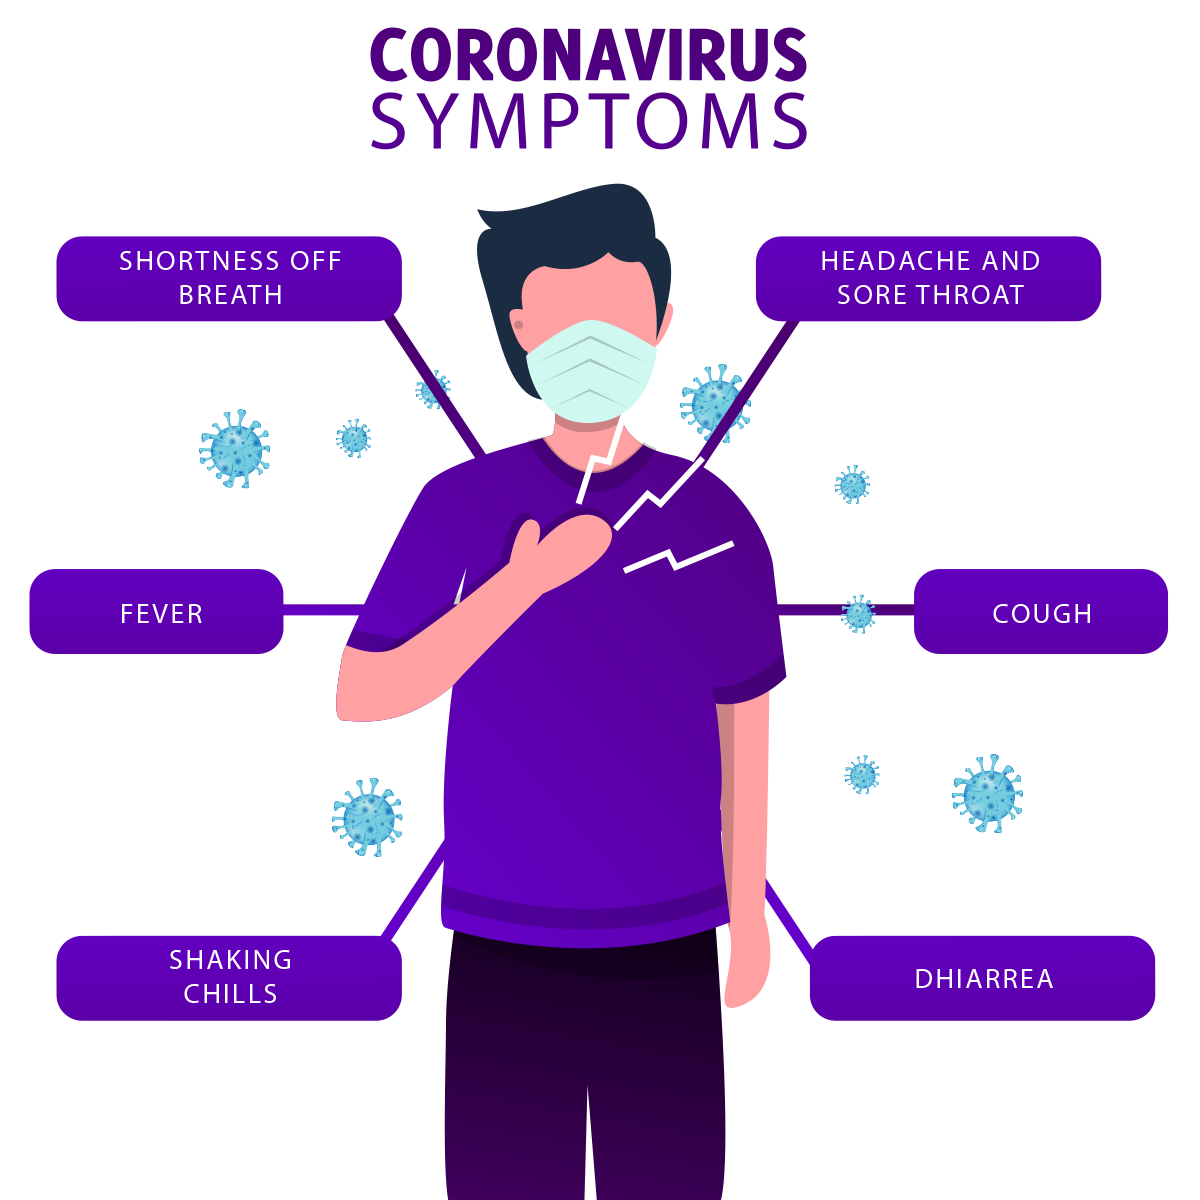 CORONAVIRUS
SYMPTOMS
SHORTNESS OFF
BREATH
HEADACHE AND
SORE THROAT
FEVER
COUGH
SHAKING
CHILLS
DHIARREA